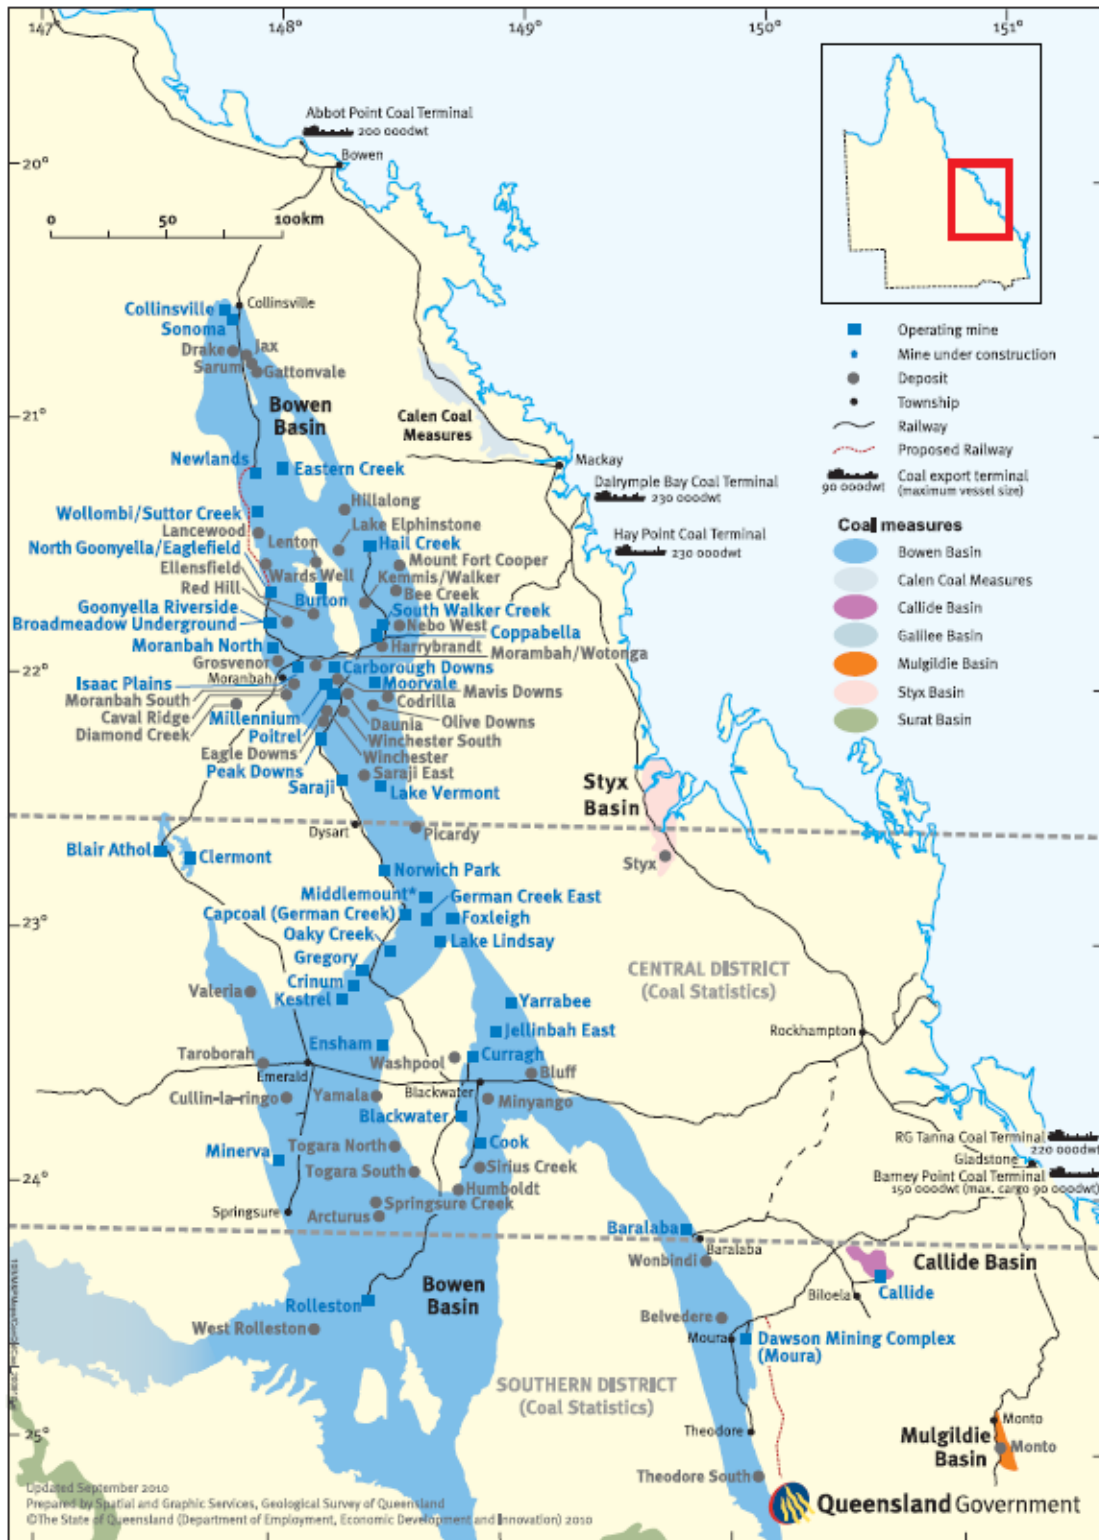 147°
148°
149°
150°
151°
Abbot Point Coal Terminal
200 000dwt
Bowen
20°
0 50 100km
Collinsville
Collinsville
Sonoma
Drake
Jax
Sarum
Gattonvale
Bowen
Basin
21°
Calen Coal
Measures
Newlands
Eastern Creek
Mackay
Dalrymple Bay Coal Terminal
230 000dwt
Hillalong
Wollombi/Suttor Creek
Lake Elphinstone
Lancewood
Lenton
Hail Creek
Hay Point Coal Terminal
230 000dwt
North Goonyella/Eaglefield
Mount Fort Cooper
Ellensfield
Wards Well
Kemmis/Walker
Red Hill
Burton
Bee Creek
Goonyella Riverside
South Walker Creek
Broadmeadow Underground
Nebo West
Coppabella
Moranbah North
Harrybrandt
Morambah/Wotonga
Grosvenor
22°
Carborough Downs
Moranbah
Isaac Plains
Moorvale
Moranbah South
Mavis Downs
Codrilla
Caval Ridge
Millennium
Daunia
Olive Downs
Diamond Creek
Poitrel
Winchester South
Eagle Downs
Winchester
Peak Downs
Saraji East
Saraji
Lake Vermont
Styx
Basin
Dysart
Picardy
Blair Athol
Clermont
Styx
Norwich Park
Middlemount*
German Creek East
Capcoal (German Creek)
Foxleigh
23°
Oaky Creek
Lake Lindsay
Gregory
CENTRAL DISTRICT
(Coal Statistics)
Crinum
Valeria
Kestrel
Yarrabee
Jellinbah East
Rockhampton
Ensham
Taroborah
Washpool
Curragh
Emerald
Bluff
Cullin-la-ringo
Yamala
Blackwater
Minyango
Blackwater
Minerva
Togara North
Cook
RG Tanna Coal Terminal
220 000dwt
Togara South
Sirius Creek
Gladstone
24°
Humboldt
Barney Point Coal Terminal
150 000dwt (max. cargo 90 000dwt)
Springsure
Springsure Creek
Arcturus
Baralaba
Baralaba
Wonbindi
Callide Basin
Bowen
Basin
Callide
Biloela
Rolleston
West Rolleston
Belvedere
Moura
Dawson Mining Complex
(Moura)
SOUTHERN DISTRICT
(Coal Statistics)
25°
Theodore
Monto
Mulgildie
Basin
Monto
Theodore South
Operating mine
Mine under construction
Deposit
Township
Railway
Proposed Railway
90 000dwt
Coal export terminal
(maximum vessel size)
Coal measures
Bowen Basin
Calen Coal Measures
Callide Basin
Galilee Basin
Mulgildie Basin
Styx Basin
Surat Basin
Updated September 2010
Prepared by Spatial and Graphic Services, Geological Survey of Queensland
©The State of Queensland (Department of Employment, Economic Development and Innovation) 2010
Queensland Government